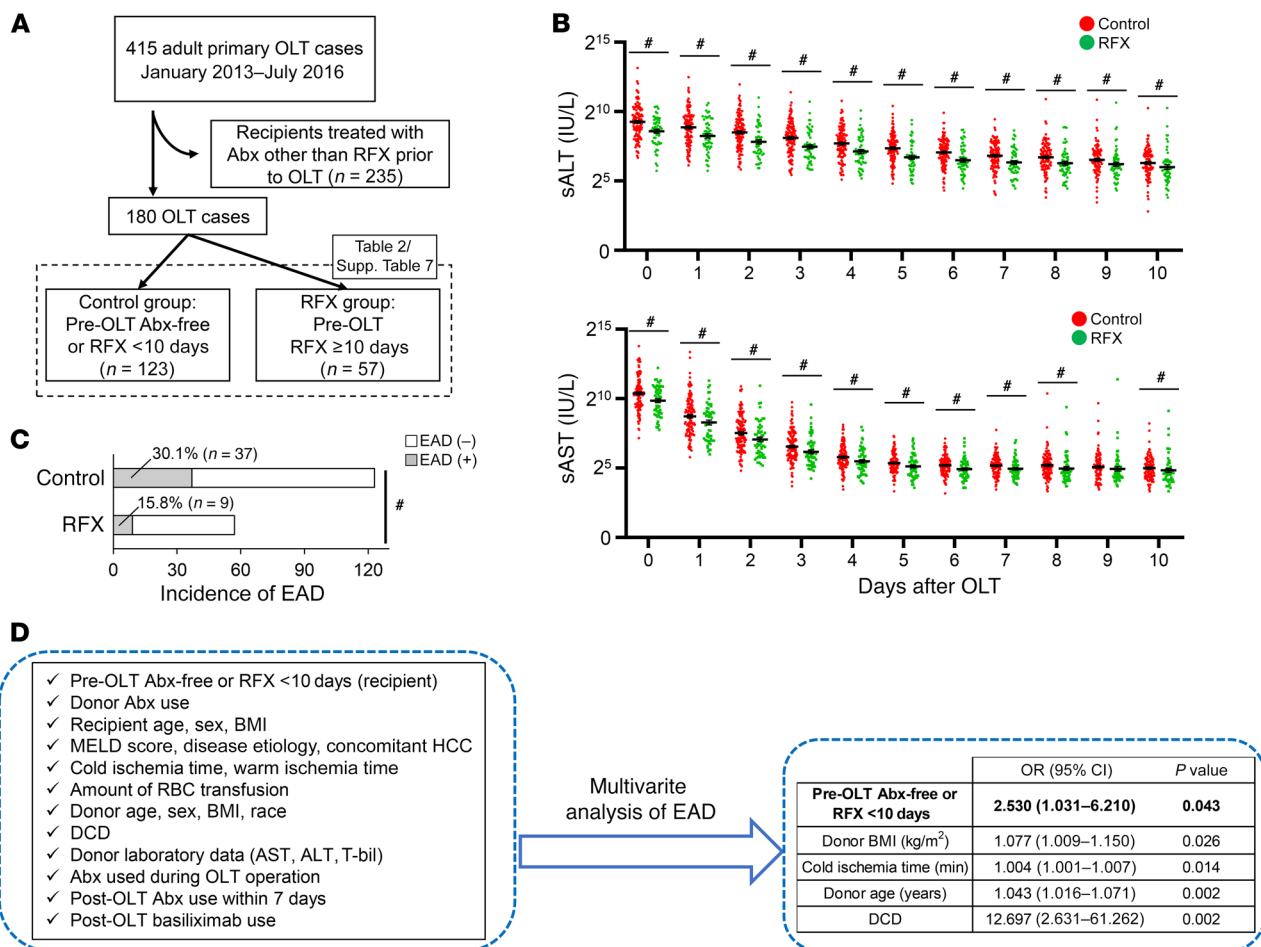 A
415 adult primary OLT cases
January 2013–July 2016
Recipients treated with
Abx other than RFX prior
to OLT (n = 235)
180 OLT cases
Table 2/
Supp. Table 7
Control group:
Pre-OLT Abx-free
or RFX <10 days
(n = 123)
RFX group:
Pre-OLT
RFX ≥10 days
(n = 57)
B
Control
RFX
sALT (IU/L)
2^15
2^10
2^5
0
# # # # # # # # # # #
0 1 2 3 4 5 6 7 8 9 10
Control
RFX
sAST (IU/L)
2^15
2^10
2^5
0
# # # # # # # # # #
0 1 2 3 4 5 6 7 8 9 10
Days after OLT
C
EAD (–)
EAD (+)
30.1% (n = 37)
Control
15.8% (n = 9)
RFX
#
0 30 60 90 120
Incidence of EAD
D
✓ Pre-OLT Abx-free or RFX <10 days (recipient)
✓ Donor Abx use
✓ Recipient age, sex, BMI
✓ MELD score, disease etiology, concomitant HCC
✓ Cold ischemia time, warm ischemia time
✓ Amount of RBC transfusion
✓ Donor age, sex, BMI, race
✓ DCD
✓ Donor laboratory data (AST, ALT, T-bil)
✓ Abx used during OLT operation
✓ Post-OLT Abx use within 7 days
✓ Post-OLT basiliximab use
Multivarite
analysis of EAD
OR (95% CI) P value
Pre-OLT Abx-free or
RFX <10 days 2.530 (1.031–6.210) 0.043
Donor BMI (kg/m²) 1.077 (1.009–1.150) 0.026
Cold ischemia time (min) 1.004 (1.001–1.007) 0.014
Donor age (years) 1.043 (1.016–1.071) 0.002
DCD 12.697 (2.631–61.262) 0.002